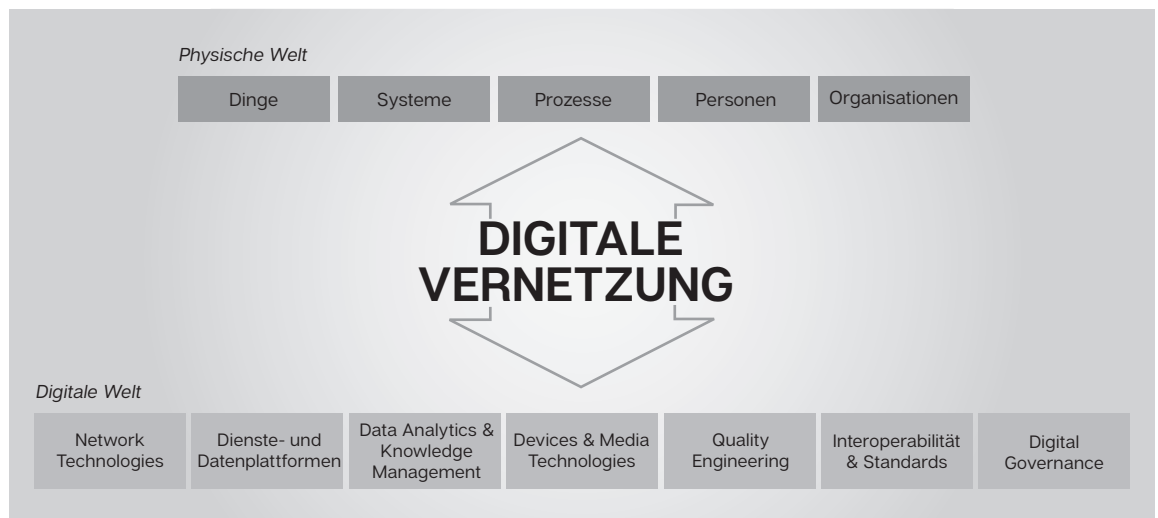 Physische Welt
Dinge
Systeme
Prozesse
Personen
Organisationen
DIGITALE
VERNETZUNG
Digitale Welt
Network
Technologies
Dienste- und
Datenplattformen
Data Analytics &
Knowledge
Management
Devices & Media
Technologies
Quality
Engineering
Interoperabilität
& Standards
Digital
Governance